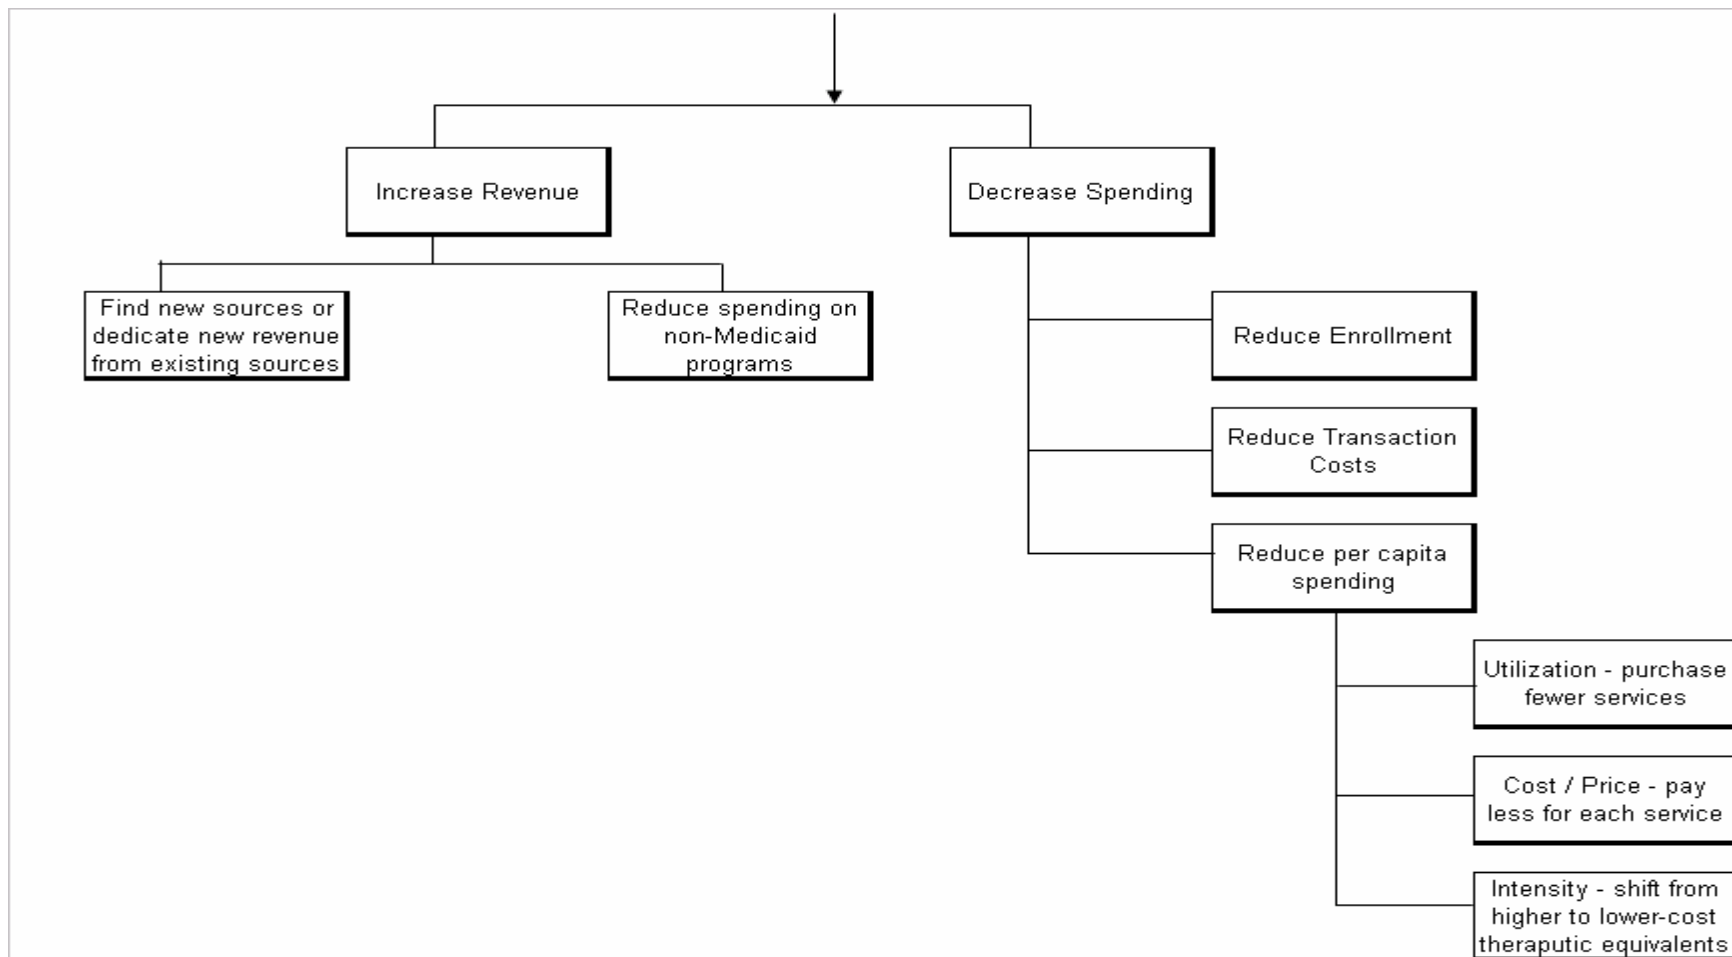 Increase Revenue
Decrease Spending
Find new sources or
dedicate new revenue
from existing sources
Reduce spending on
non-Medicaid
programs
Reduce Enrollment
Reduce Transaction
Costs
Reduce per capita
spending
Utilization - purchase
fewer services
Cost / Price - pay
less for each service
Intensity - shift from
higher to lower-cost
theraputic equivalents